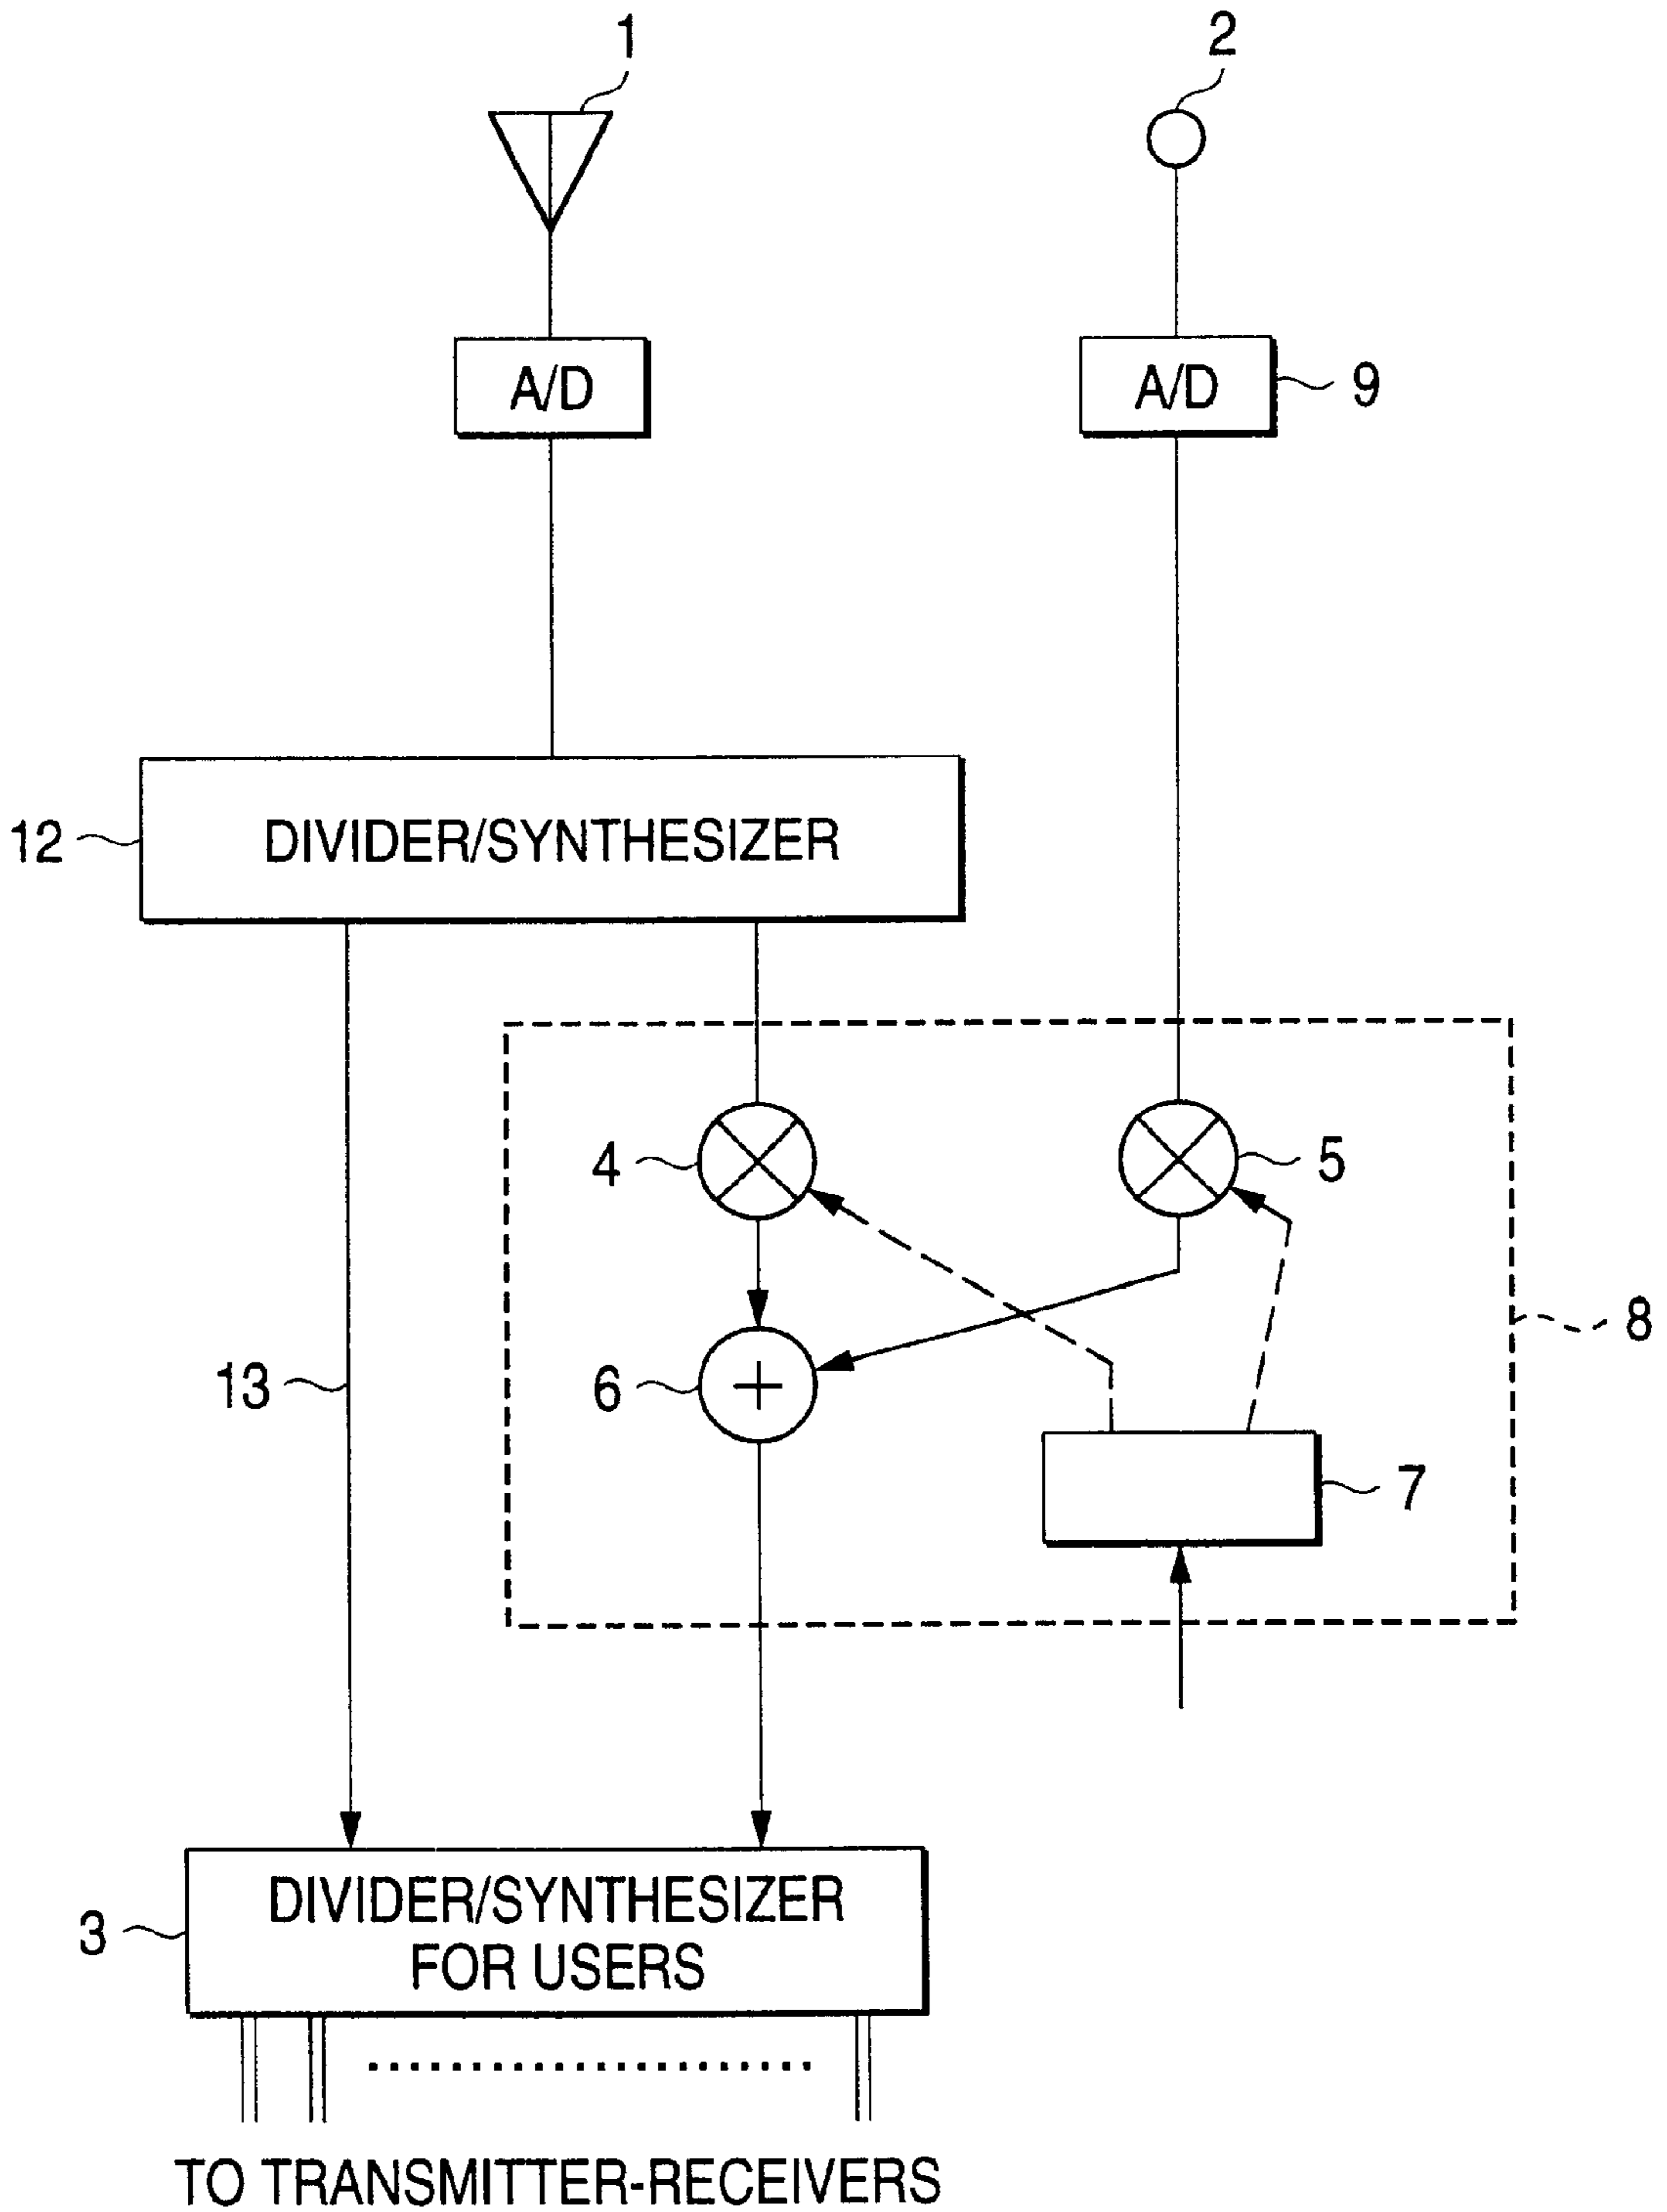 1
2
A/D
A/D
9
12
DIVIDER/SYNTHESIZER
4
5
8
13
6
+
7
3
DIVIDER/SYNTHESIZER
FOR USERS
TO TRANSMITTER-RECEIVERS